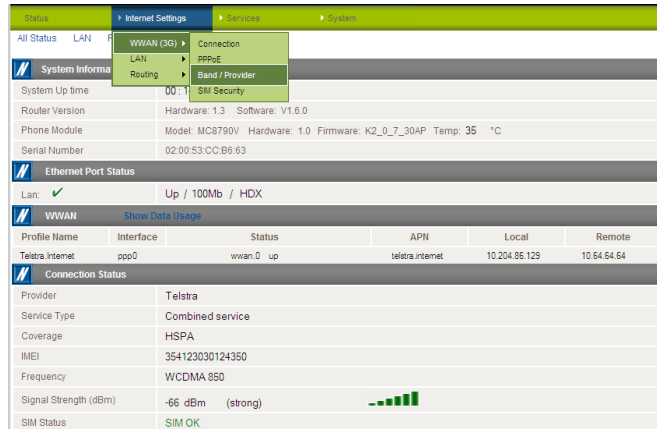 Status Internet Settings Services System
All Status LAN
WWAN (3G) Connection
LAN PPPoE
Routing Band / Provider
SIM Security
System Informa
System Up time 00 : 1
Router Version Hardware: 1.3 Software: V1.6.0
Phone Module Model: MC8790V Hardware: 1.0 Firmware: K2_0_7_30AP Temp: 35 °C
Serial Number 02:00:53:CC:B6:63
Ethernet Port Status
Lan: Up / 100Mb / HDX
WWAN Show Data Usage
Profile Name Interface Status APN Local Remote
Telstra.Internet ppp0 wwan.0 up telstra.internet 10.204.86.129 10.64.64.64
Connection Status
Provider Telstra
Service Type Combined service
Coverage HSPA
IMEI 354123030124350
Frequency WCDMA 850
Signal Strength (dBm) -66 dBm (strong)
SIM Status SIM OK